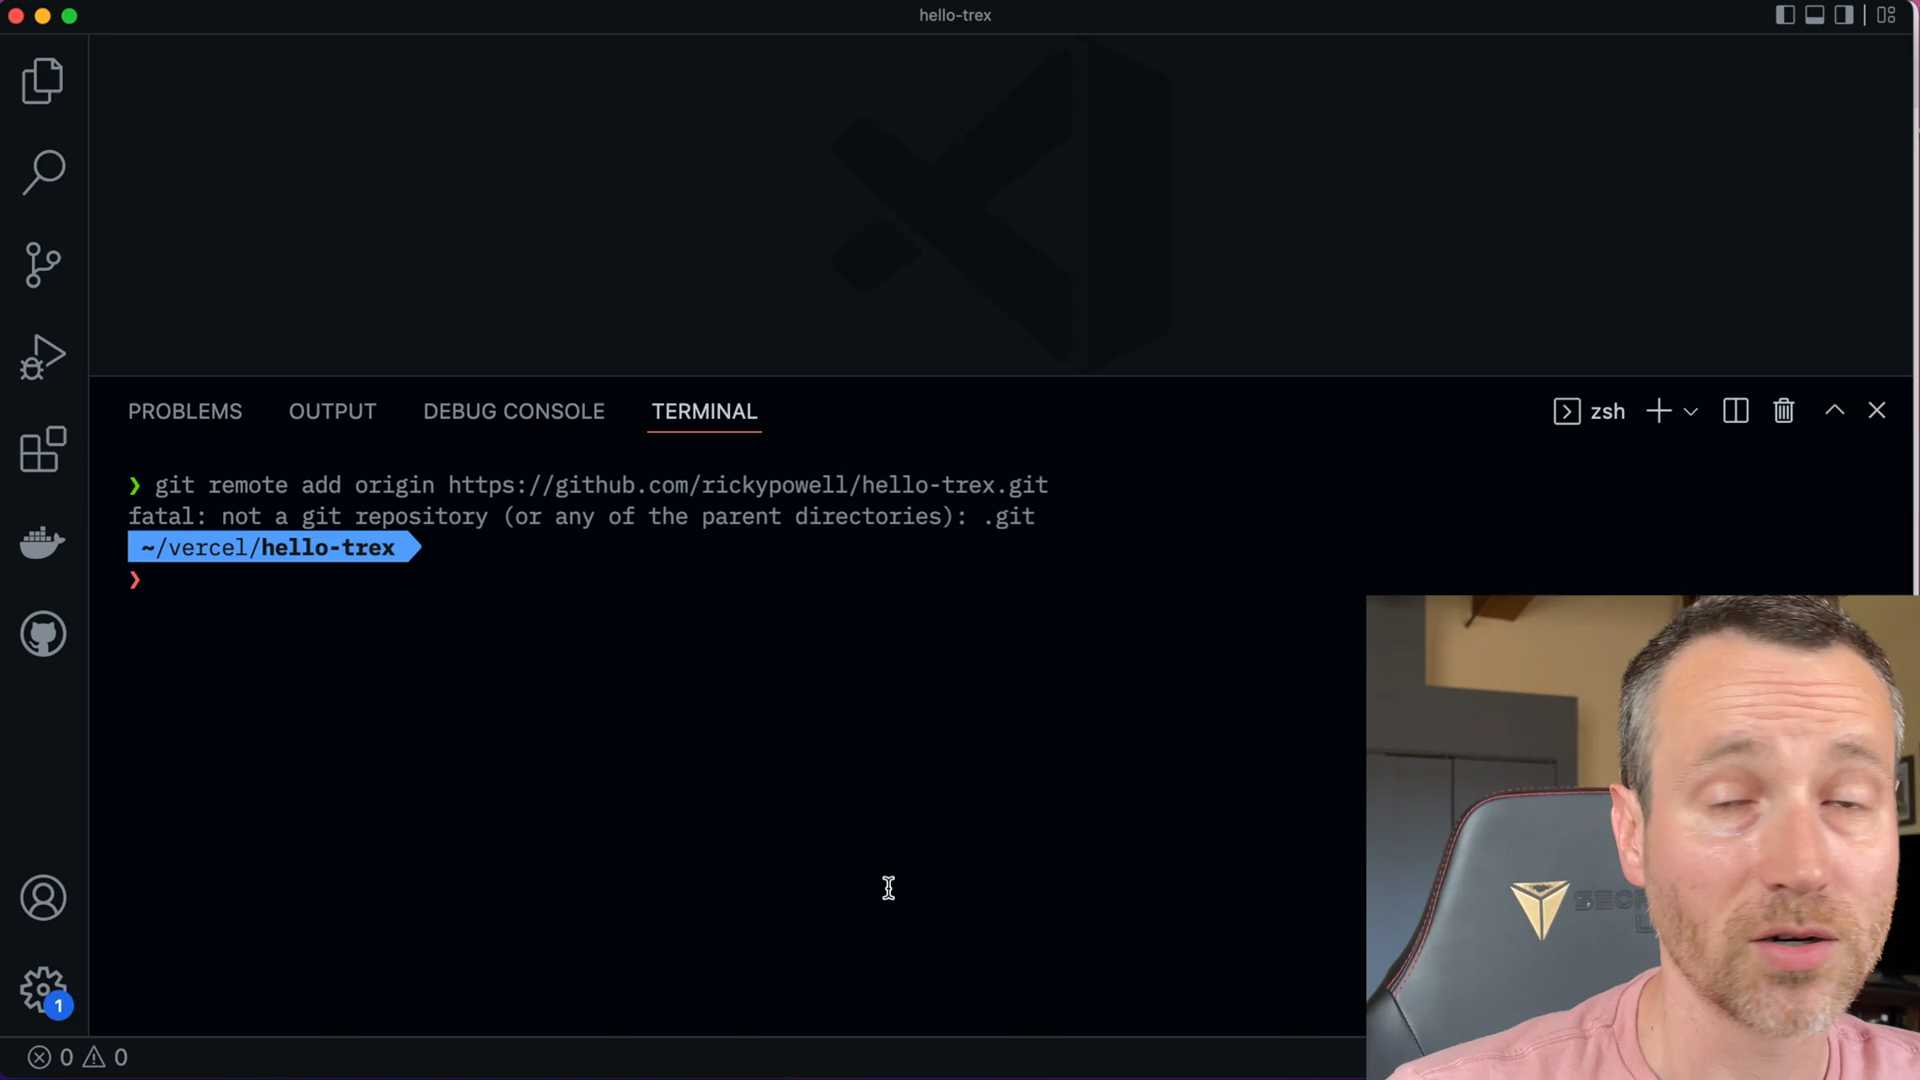 hello-trex
PROBLEMS OUTPUT DEBUG CONSOLE TERMINAL
zsh
❯ git remote add origin https://github.com/rickypowell/hello-trex.git
fatal: not a git repository (or any of the parent directories): .git
~/vercel/hello-trex
❯
1
0 0